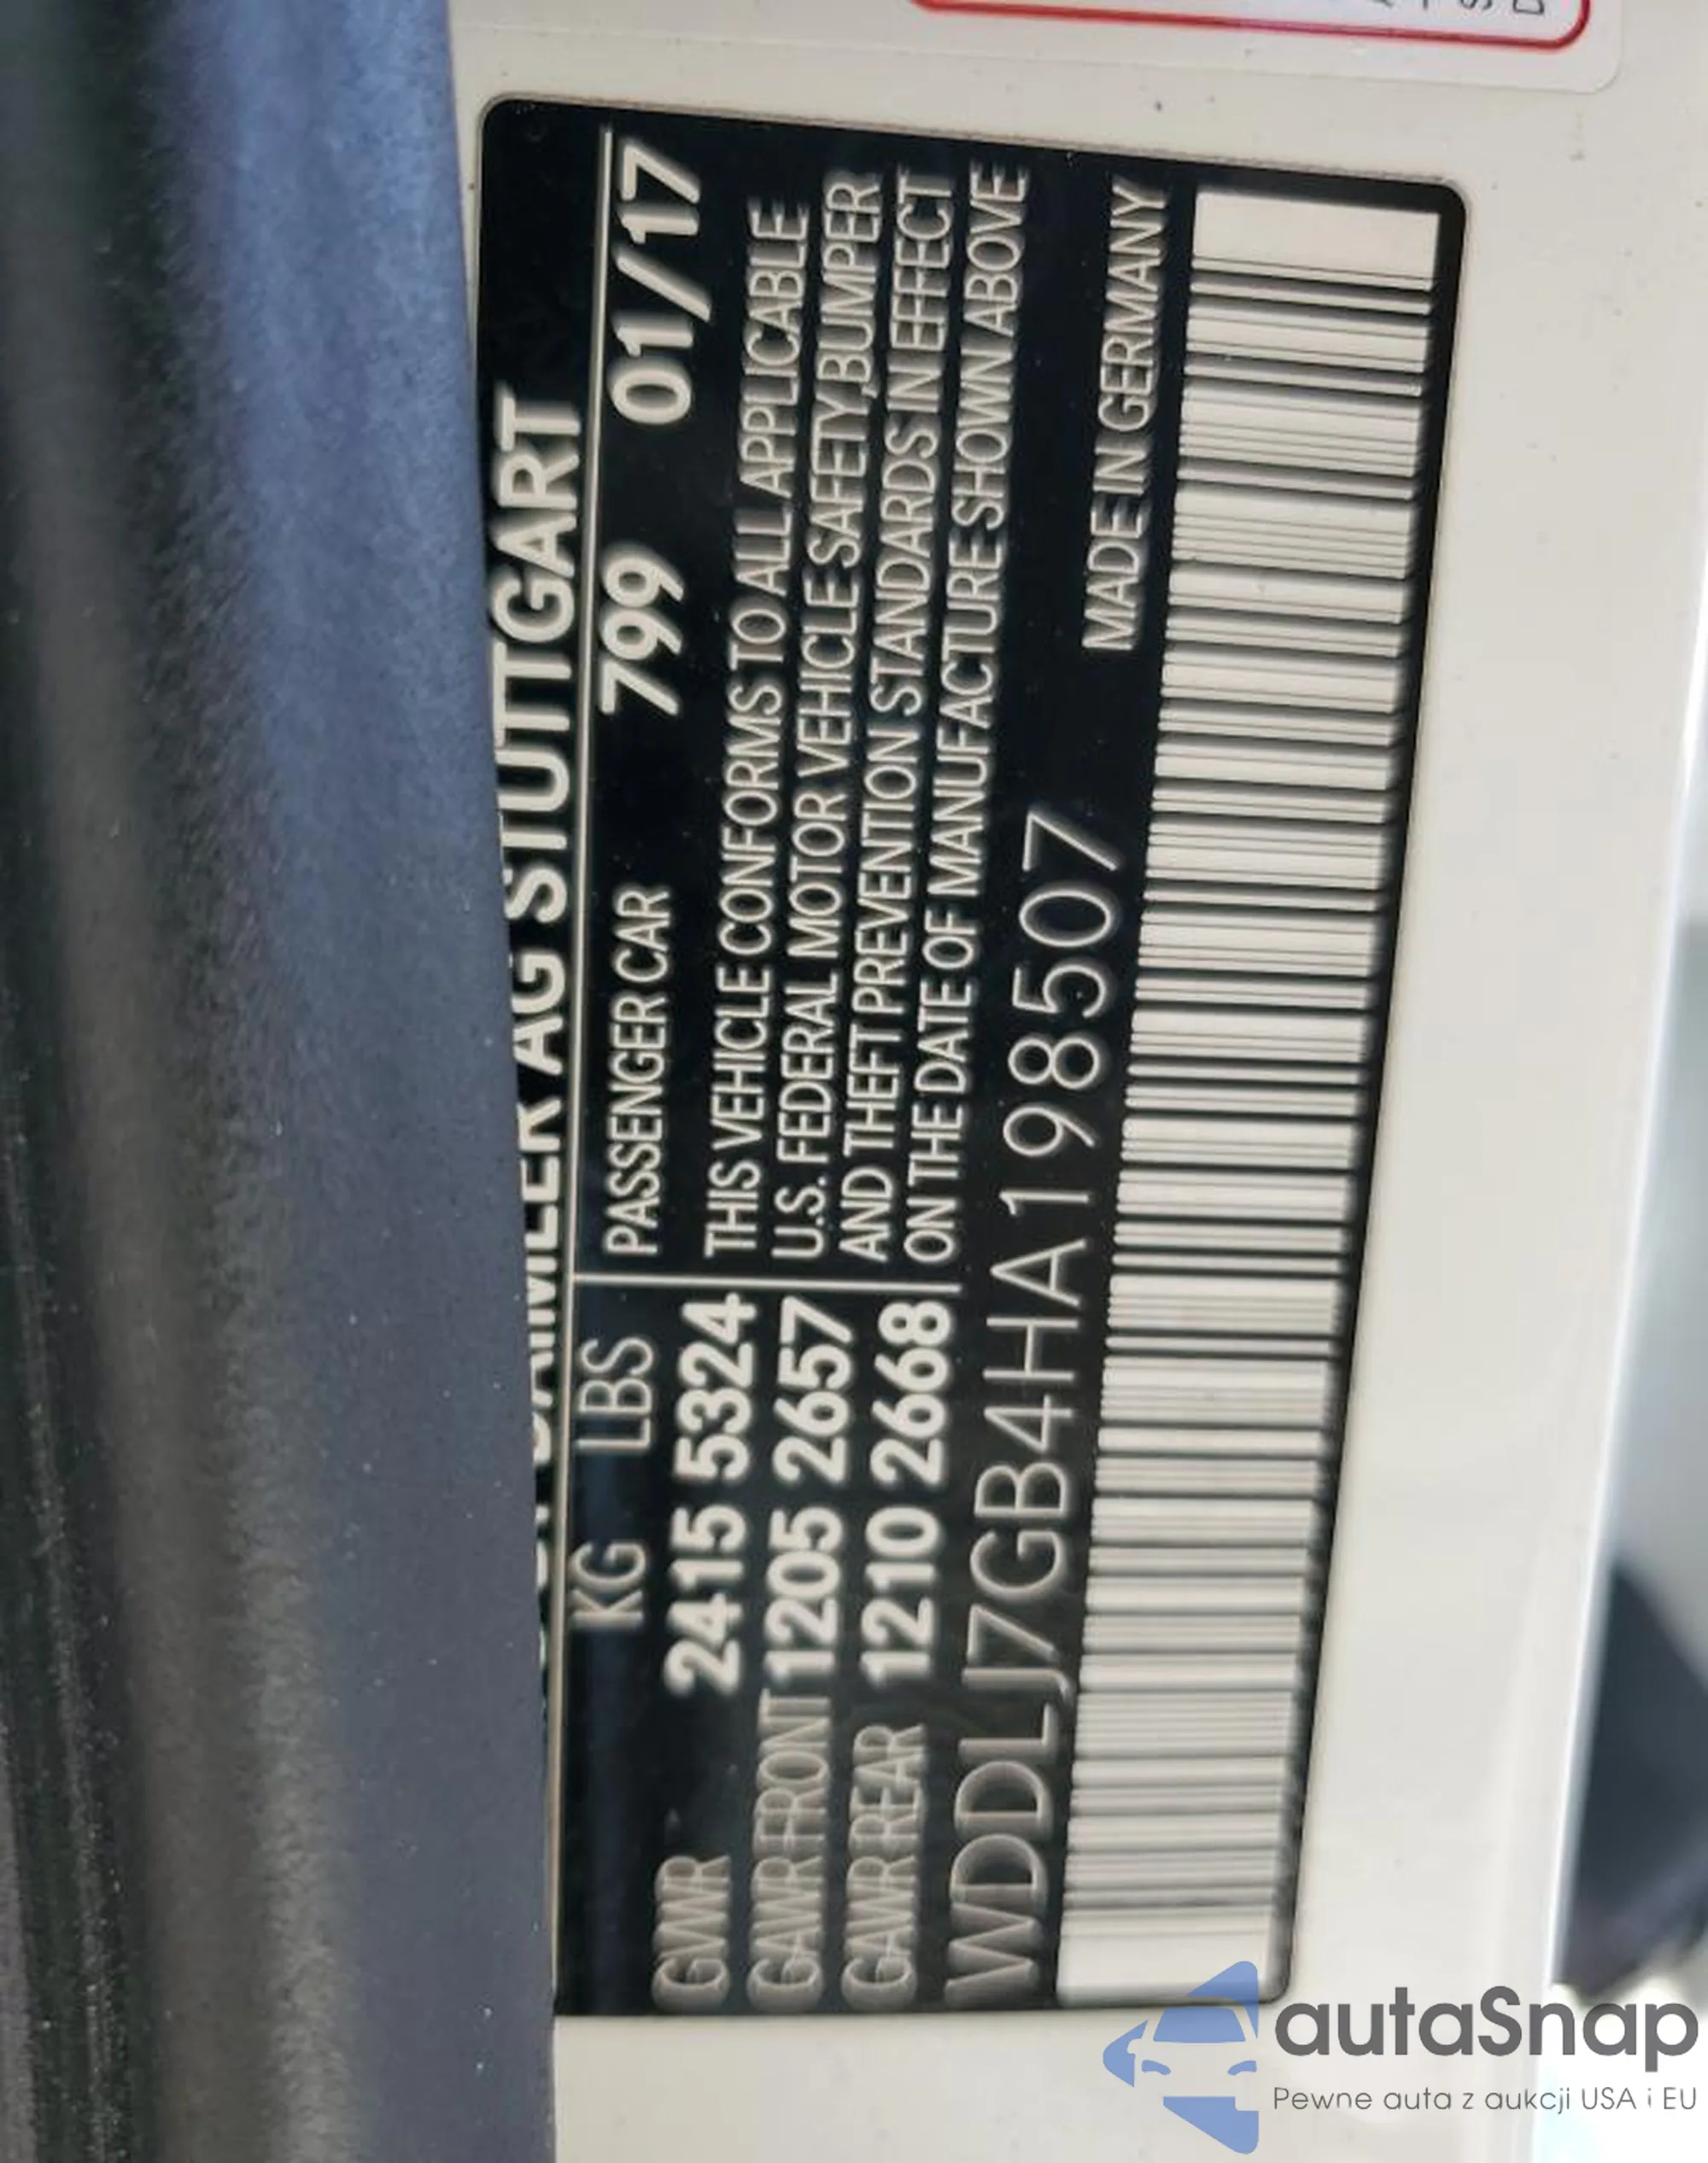 DAIMLER AG STUTTGART
KG LBS
GVWR 2415 5324
GAWR FRONT 1205 2657
GAWR REAR 1210 2668
PASSENGER CAR 799 01/17
THIS VEHICLE CONFORMS TO ALL APPLICABLE
U.S. FEDERAL MOTOR VEHICLE SAFETY,BUMPER
AND THEFT PREVENTION STANDARDS IN EFFECT
ON THE DATE OF MANUFACTURE SHOWN ABOVE
WDDLJ7GB4HA198507
MADE IN GERMANY
autaSnap
Pewne auta z aukcji USA i EU